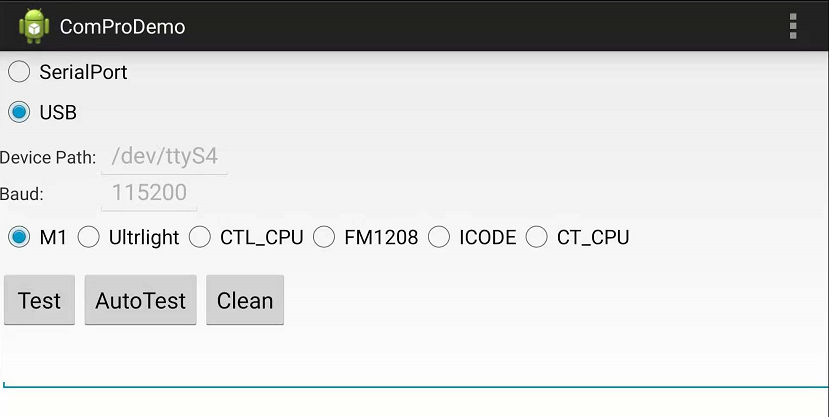 ComProDemo
SerialPort
USB
Device Path: /dev/ttyS4
Baud: 115200
M1 Ultrlight CTL_CPU FM1208 ICODE CT_CPU
Test AutoTest Clean